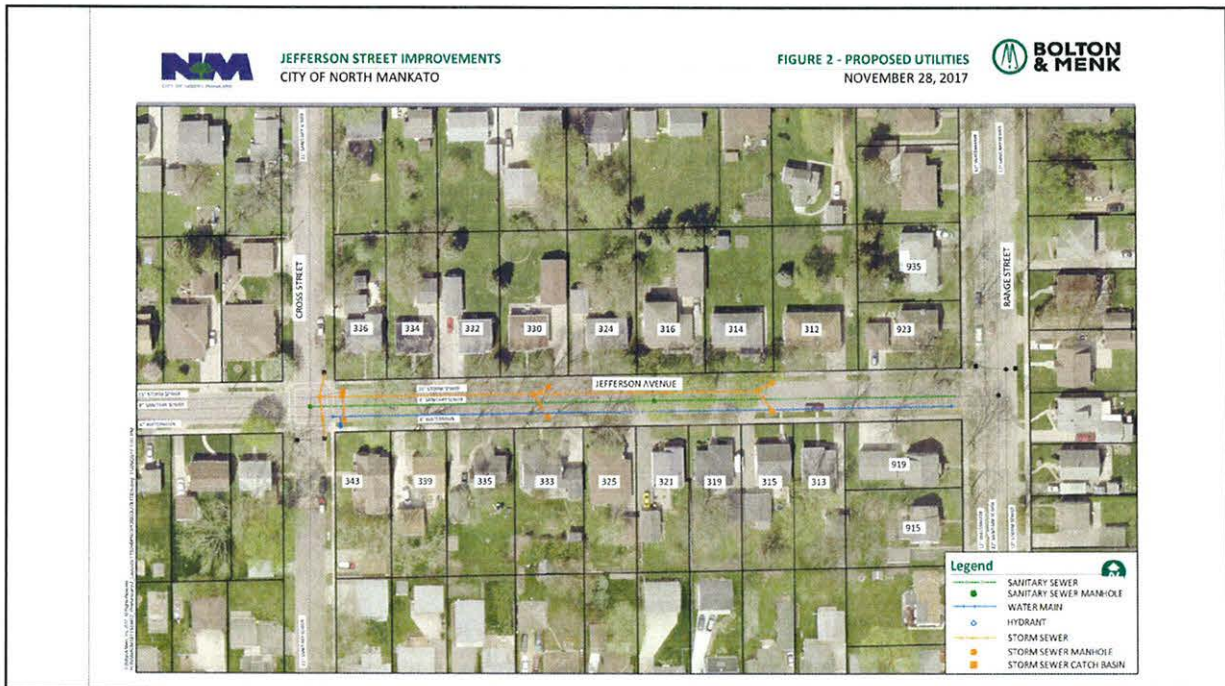 NM
JEFFERSON STREET IMPROVEMENTS
CITY OF NORTH MANKATO
FIGURE 2 - PROPOSED UTILITIES
NOVEMBER 28, 2017
BOLTON
& MENK
CROSS STREET
RANGE STREET
935
336
334
332
330
324
316
314
312
923
JEFFERSON AVENUE
343
339
335
333
325
321
319
315
313
919
915
Legend
SANITARY SEWER
SANITARY SEWER MANHOLE
WATER MAIN
HYDRANT
STORM SEWER
STORM SEWER MANHOLE
STORM SEWER CATCH BASIN